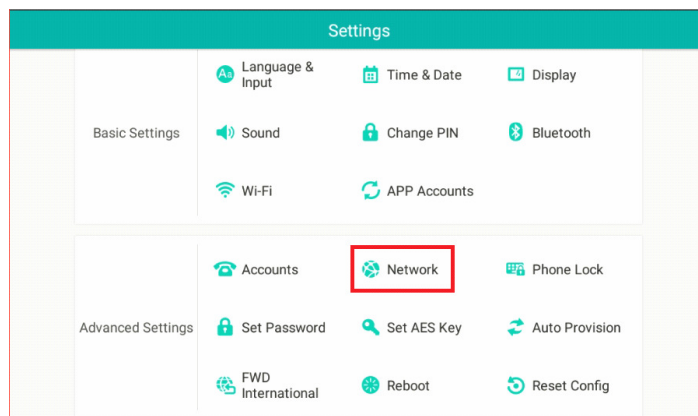 Settings
Language &
Input
Time & Date
Display
Basic Settings
Sound
Change PIN
Bluetooth
Wi-Fi
APP Accounts
Accounts
Network
Phone Lock
Advanced Settings
Set Password
Set AES Key
Auto Provision
FWD
International
Reboot
Reset Config